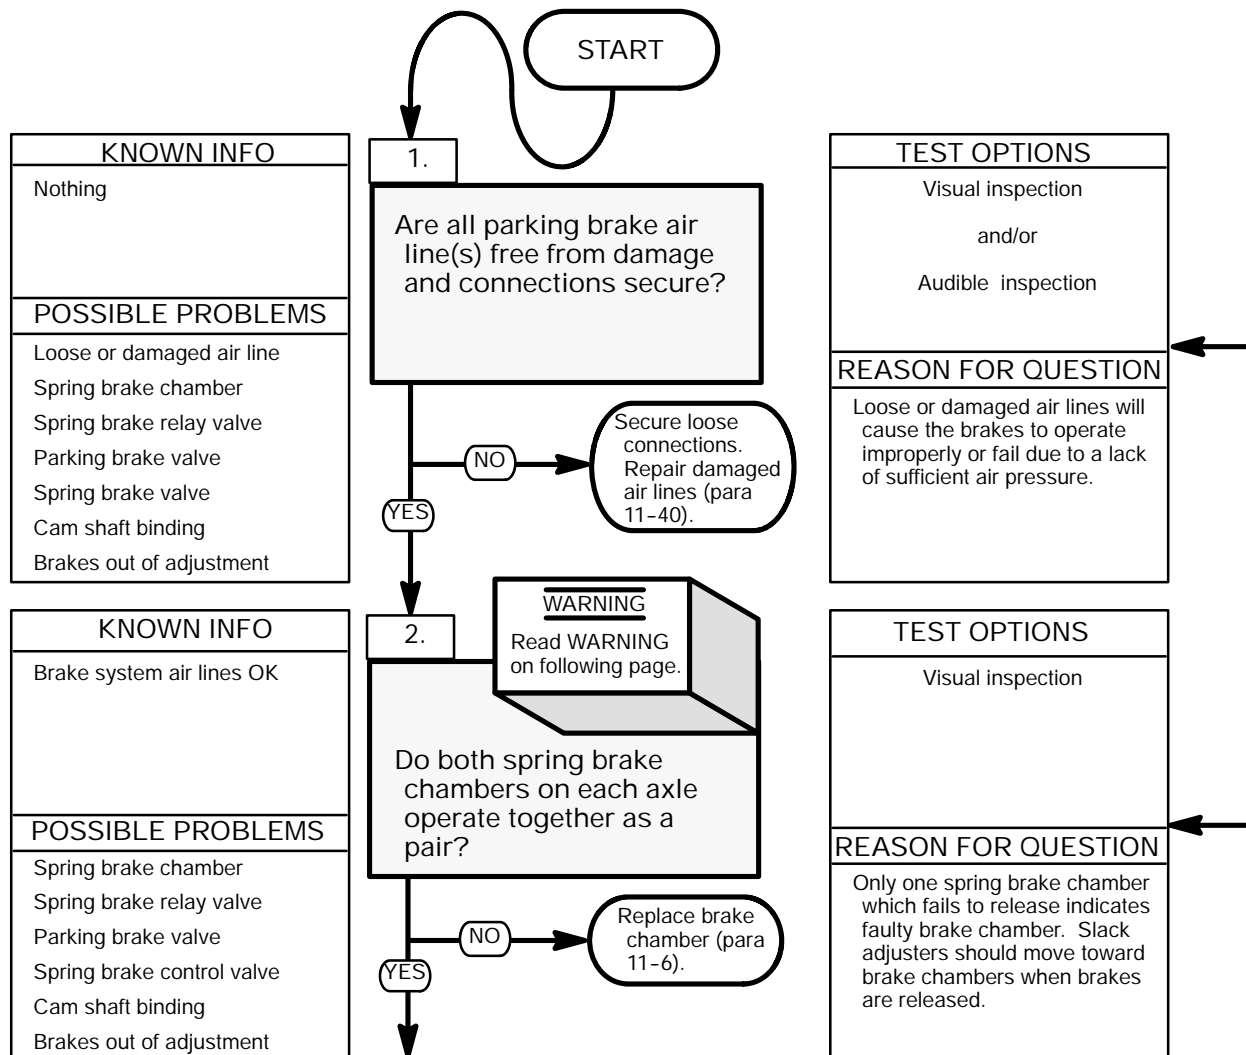 START
KNOWN INFO
Nothing
POSSIBLE PROBLEMS
Loose or damaged air line
Spring brake chamber
Spring brake relay valve
Parking brake valve
Spring brake valve
Cam shaft binding
Brakes out of adjustment
1.
Are all parking brake air
line(s) free from damage
and connections secure?
NO
Secure loose
connections.
Repair damaged
air lines (para
11-40).
YES
TEST OPTIONS
Visual inspection
and/or
Audible inspection
REASON FOR QUESTION
Loose or damaged air lines will
cause the brakes to operate
improperly or fail due to a lack
of sufficient air pressure.
KNOWN INFO
Brake system air lines OK
POSSIBLE PROBLEMS
Spring brake chamber
Spring brake relay valve
Parking brake valve
Spring brake control valve
Cam shaft binding
Brakes out of adjustment
2.
WARNING
Read WARNING
on following page.
Do both spring brake
chambers on each axle
operate together as a
pair?
NO
Replace brake
chamber (para
11-6).
YES
TEST OPTIONS
Visual inspection
REASON FOR QUESTION
Only one spring brake chamber
which fails to release indicates
faulty brake chamber. Slack
adjusters should move toward
brake chambers when brakes
are released.